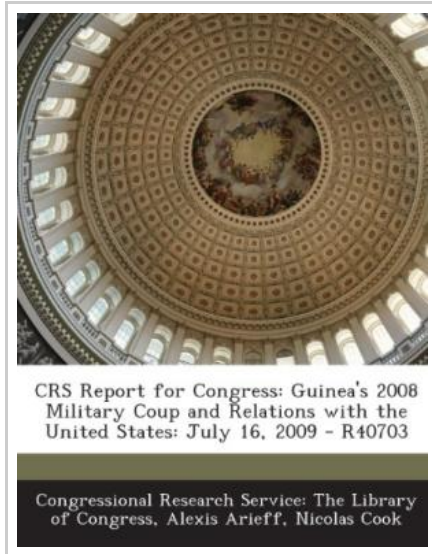 CRS Report for Congress: Guinea's 2008
Military Coup and Relations with the
United States: July 16, 2009 - R40703
Congressional Research Service: The Library
of Congress, Alexis Arieff, Nicolas Cook